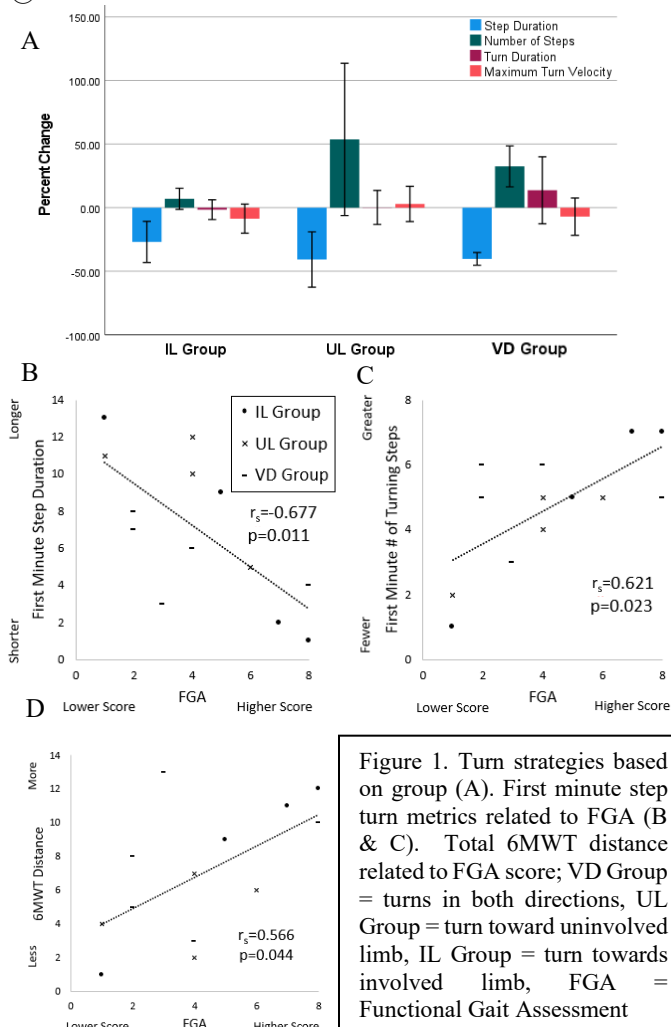 A
150.00
100.00
50.00
0.00
-50.00
-100.00
Percent Change
Step Duration
Number of Steps
Turn Duration
Maximum Turn Velocity
IL Group
UL Group
VD Group
B
Longer
Shorter
First Minute Step Duration
14
12
10
8
6
4
2
0
IL Group
UL Group
VD Group
rs=-0.677
p=0.011
0 2 4 6 8
FGA
Lower Score
Higher Score
C
Greater
Fewer
First Minute # of Turning Steps
8
6
4
2
0
rs=0.621
p=0.023
0 2 4 6 8
FGA
Lower Score
Higher Score
D
More
Less
6MWT Distance
14
12
10
8
6
4
2
0
rs=0.566
p=0.044
0 2 4 6 8
FGA
Lower Score
Higher Score
Figure 1. Turn strategies based
on group (A). First minute step
turn metrics related to FGA (B
& C). Total 6MWT distance
related to FGA score; VD Group
= turns in both directions, UL
Group = turn toward uninvolved
limb, IL Group = turn towards
involved limb, FGA =
Functional Gait Assessment